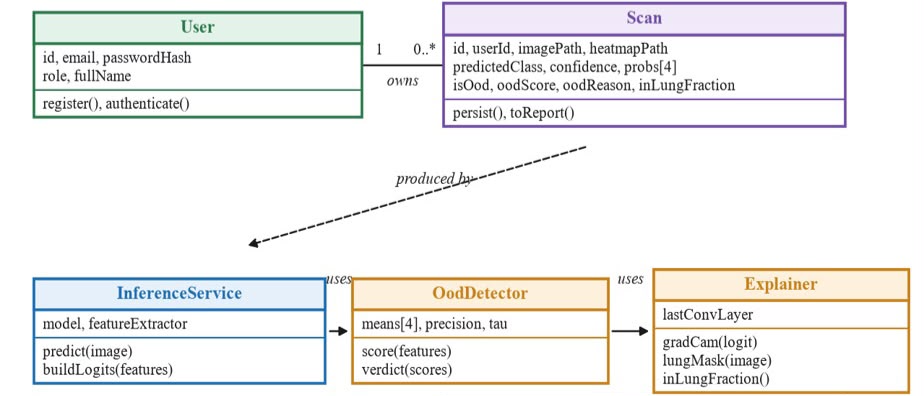 User
id, email, passwordHash
role, fullName
register(), authenticate()
1 0..*
owns
Scan
id, userId, imagePath, heatmapPath
predictedClass, confidence, probs[4]
isOod, oodScore, oodReason, inLungFraction
persist(), toReport()
produced by
InferenceService
model, featureExtractor
predict(image)
buildLogits(features)
uses
OodDetector
means[4], precision, tau
score(features)
verdict(scores)
uses
Explainer
lastConvLayer
gradCam(logit)
lungMask(image)
inLungFraction()